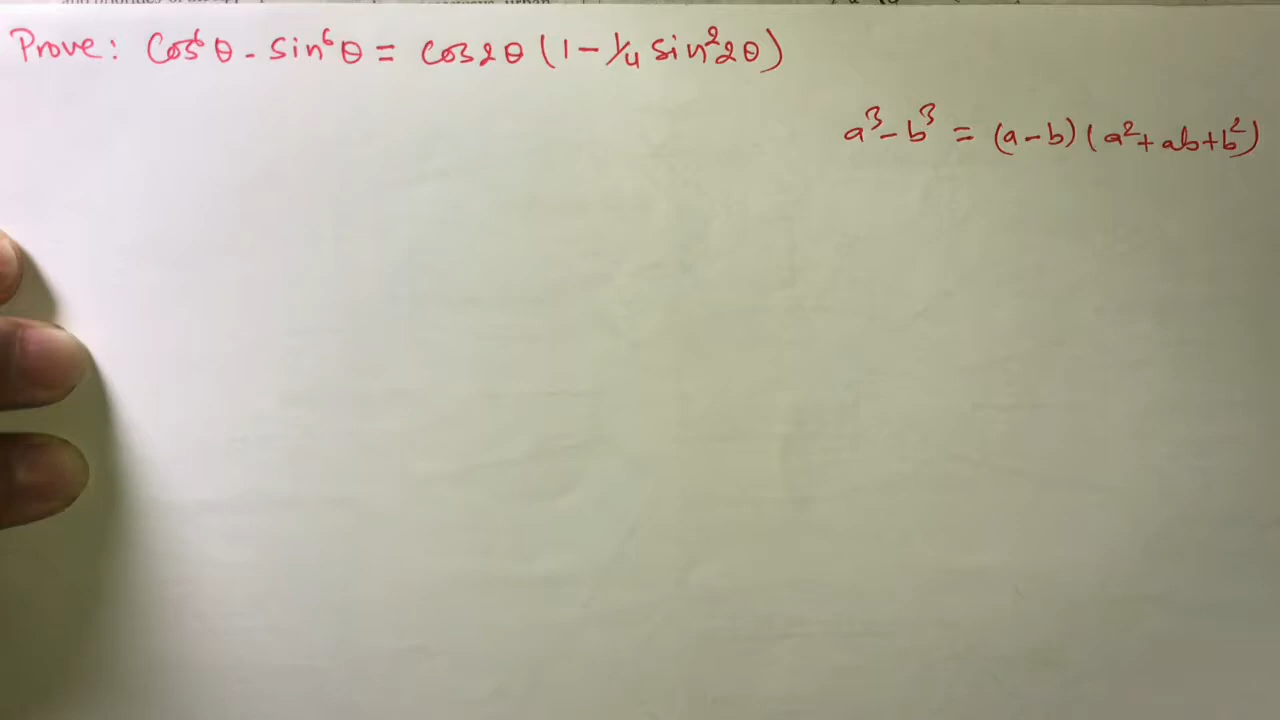 Prove: Cos⁶θ - sin⁶θ = cos2θ (1 - 1/4 sin²2θ)
a³ - b³ = (a - b) (a² + ab + b²)